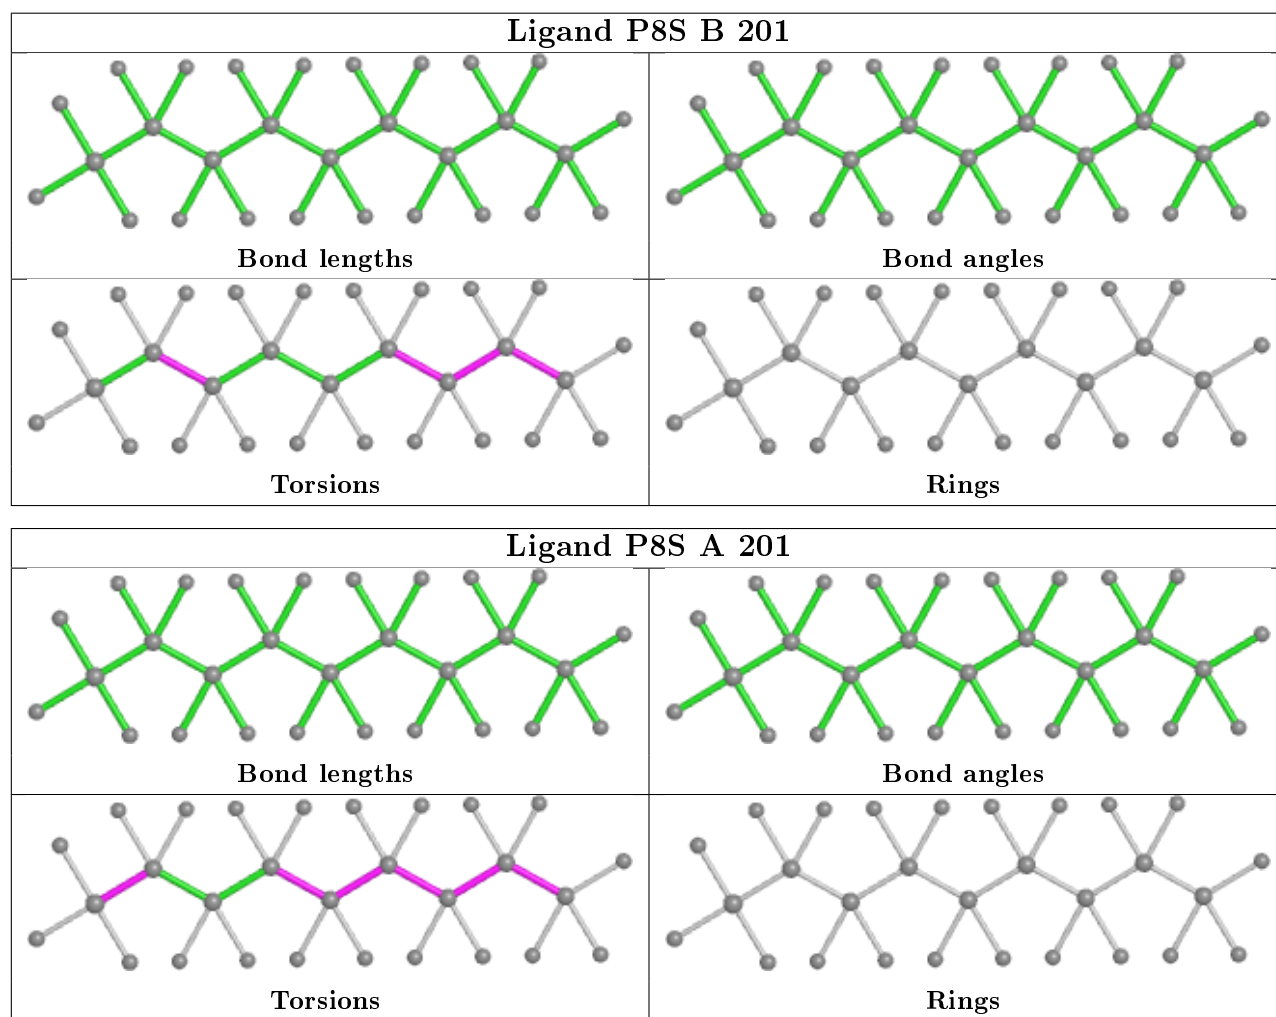 Ligand P8S B 201
Bond lengths Bond angles
Torsions Rings
Ligand P8S A 201
Bond lengths Bond angles
Torsions Rings